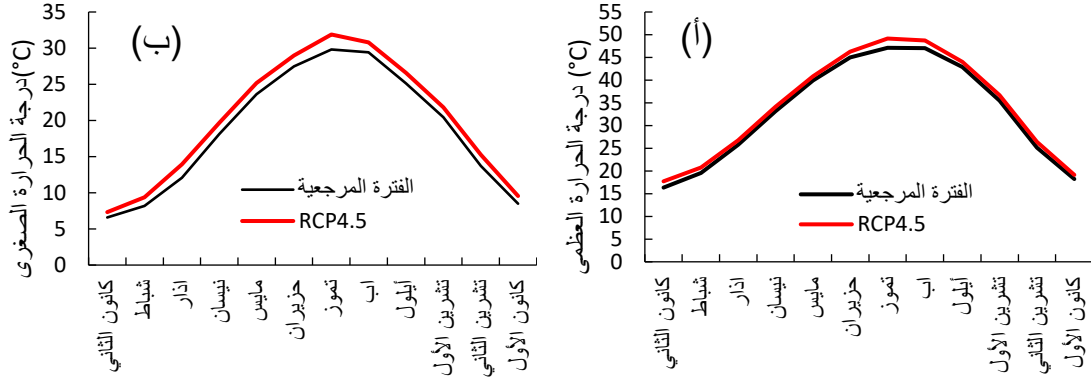 (أ)
درجة الحرارة العظمى (°C)
55
50
45
40
35
30
25
20
15
10
5
0
الفترة المرجعية
RCP4.5
كانون الثاني
شباط
اذار
نيسان
مايس
حزيران
تموز
اب
أيلول
تشرين الأول
تشرين الثاني
كانون الأول
(ب)
درجة الحرارة الصغرى(°C)
35
30
25
20
15
10
5
0
الفترة المرجعية
RCP4.5
كانون الثاني
شباط
اذار
نيسان
مايس
حزيران
تموز
اب
أيلول
تشرين الأول
تشرين الثاني
كانون الأول